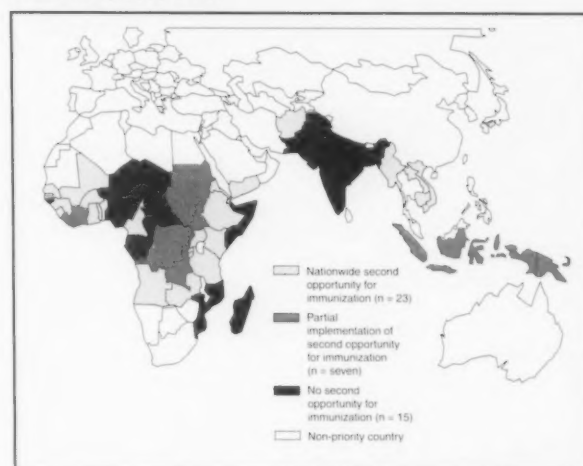 Nationwide second
opportunity for
immunization (n = 23)
Partial
implementation of
second opportunity
for immunization
(n = seven)
No second
opportunity for
immunization (n = 15)
Non-priority country